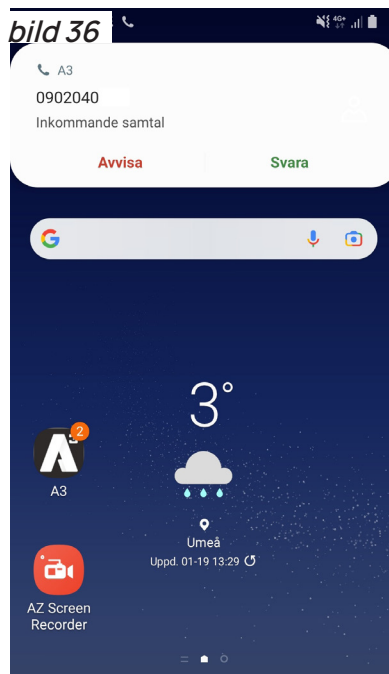 bild 36
4G+
A3
0902040
Inkommande samtal
Avvisa
Svara
3°
2
A3
Umeå
Uppd. 01-19 13:29
AZ Screen
Recorder